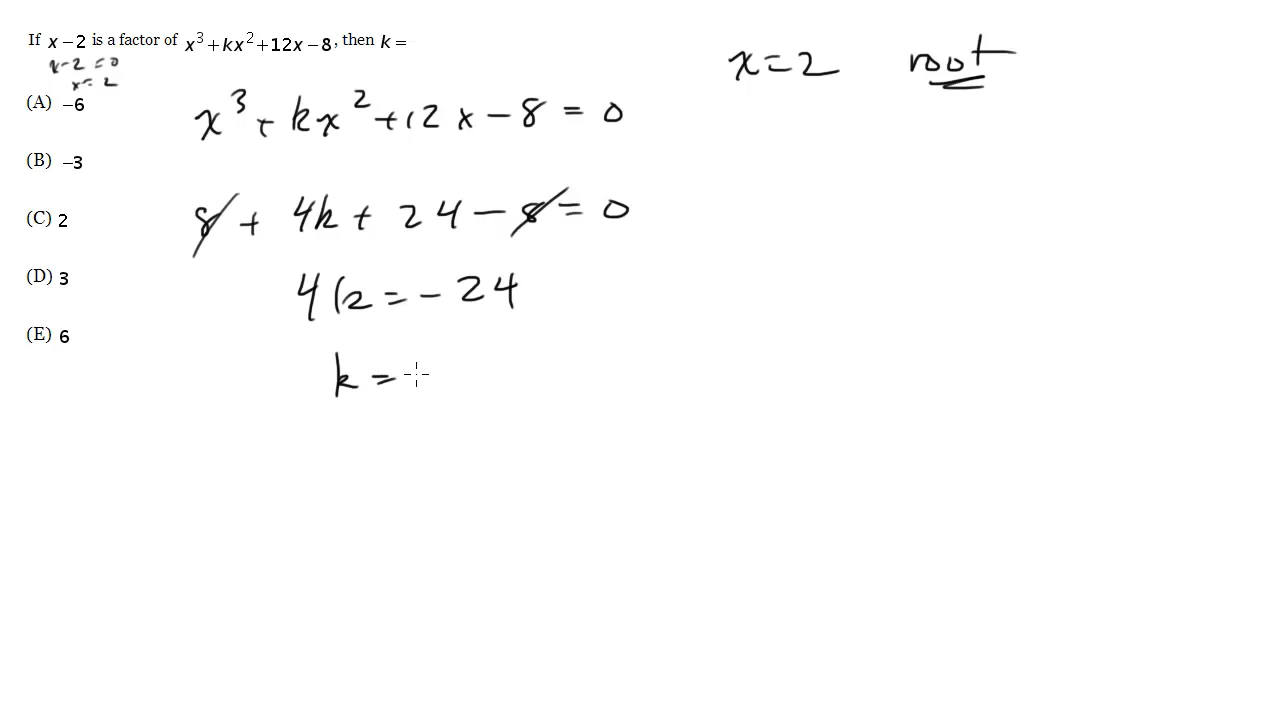 If x – 2 is a factor of x³ + kx² + 12x – 8, then k =
x - 2 = 0
x = 2
x = 2 root
(A) –6
x³ + kx² + 12x - 8 = 0
(B) –3
8 + 4k + 24 - 8 = 0
(C) 2
(D) 3
4k = - 24
(E) 6
k = -